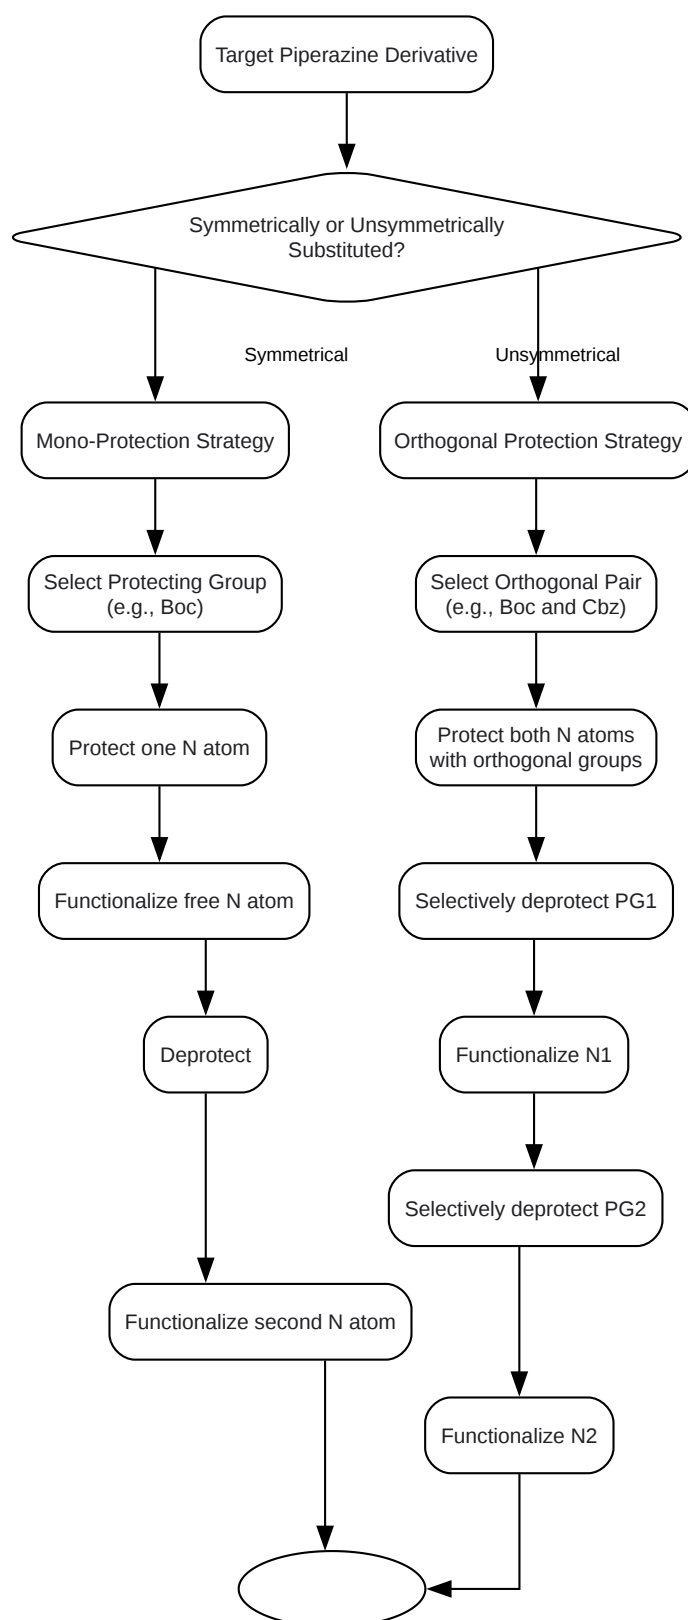 Target Piperazine Derivative
Symmetrically or Unsymmetrically
Substituted?
Symmetrical
Unsymmetrical
Mono-Protection Strategy
Orthogonal Protection Strategy
Select Protecting Group
(e.g., Boc)
Select Orthogonal Pair
(e.g., Boc and Cbz)
Protect one N atom
Protect both N atoms
with orthogonal groups
Functionalize free N atom
Selectively deprotect PG1
Deprotect
Functionalize N1
Selectively deprotect PG2
Functionalize second N atom
Functionalize N2